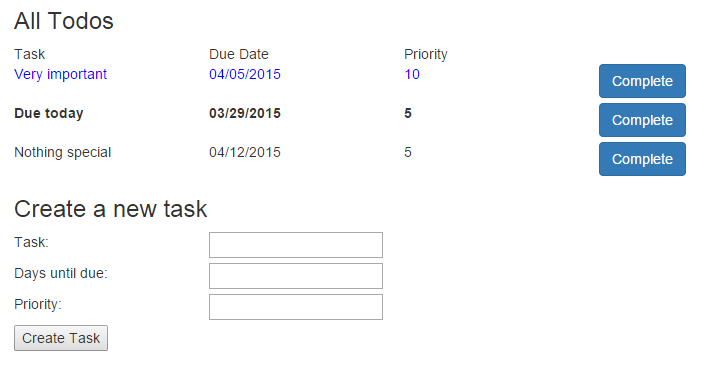 All Todos
Task Due Date Priority
Very important 04/05/2015 10 Complete
Due today 03/29/2015 5 Complete
Nothing special 04/12/2015 5 Complete
Create a new task
Task:
Days until due:
Priority:
Create Task